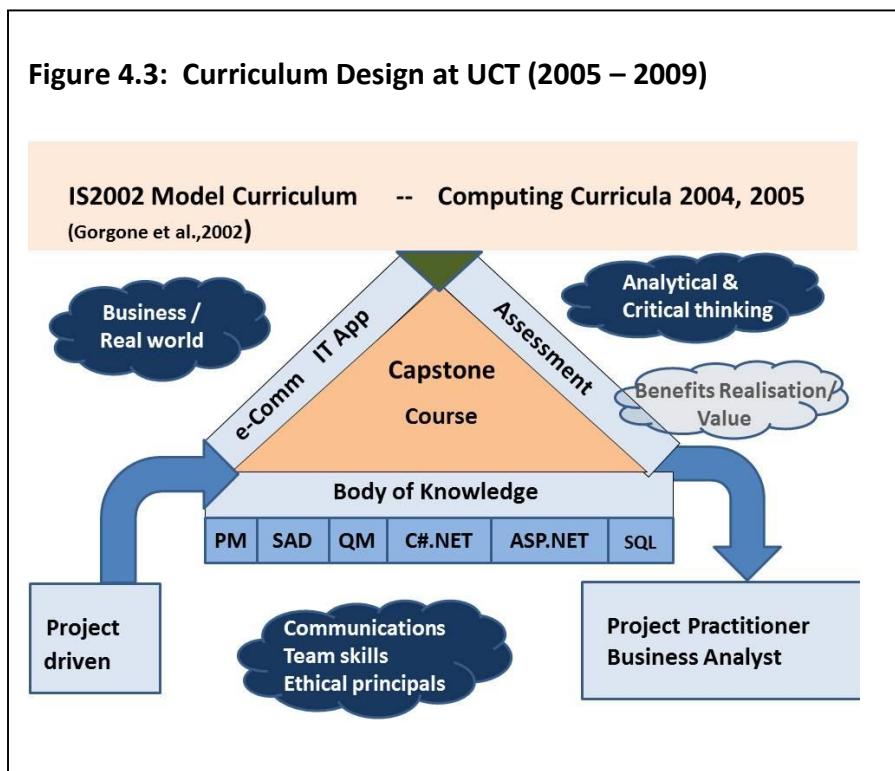 Figure 4.3: Curriculum Design at UCT (2005 – 2009)
IS2002 Model Curriculum -- Computing Curricula 2004, 2005
(Gorgone et al.,2002)
Business /
Real world
Analytical &
Critical thinking
e-Comm IT App
Assessment
Capstone
Course
Benefits Realisation/
Value
Body of Knowledge
PM SAD QM C#.NET ASP.NET SQL
Project
driven
Communications
Team skills
Ethical principals
Project Practitioner
Business Analyst